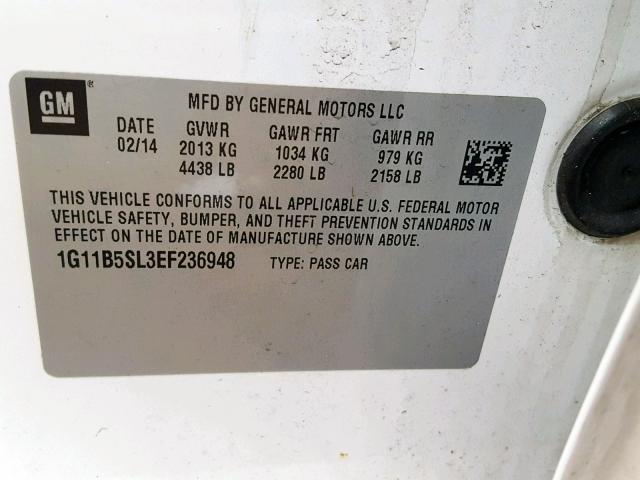 GM ®
MFD BY GENERAL MOTORS LLC
DATE GVWR GAWR FRT GAWR RR
02/14 2013 KG 1034 KG 979 KG
4438 LB 2280 LB 2158 LB
THIS VEHICLE CONFORMS TO ALL APPLICABLE U.S. FEDERAL MOTOR
VEHICLE SAFETY, BUMPER, AND THEFT PREVENTION STANDARDS IN
EFFECT ON THE DATE OF MANUFACTURE SHOWN ABOVE.
1G11B5SL3EF236948 TYPE: PASS CAR